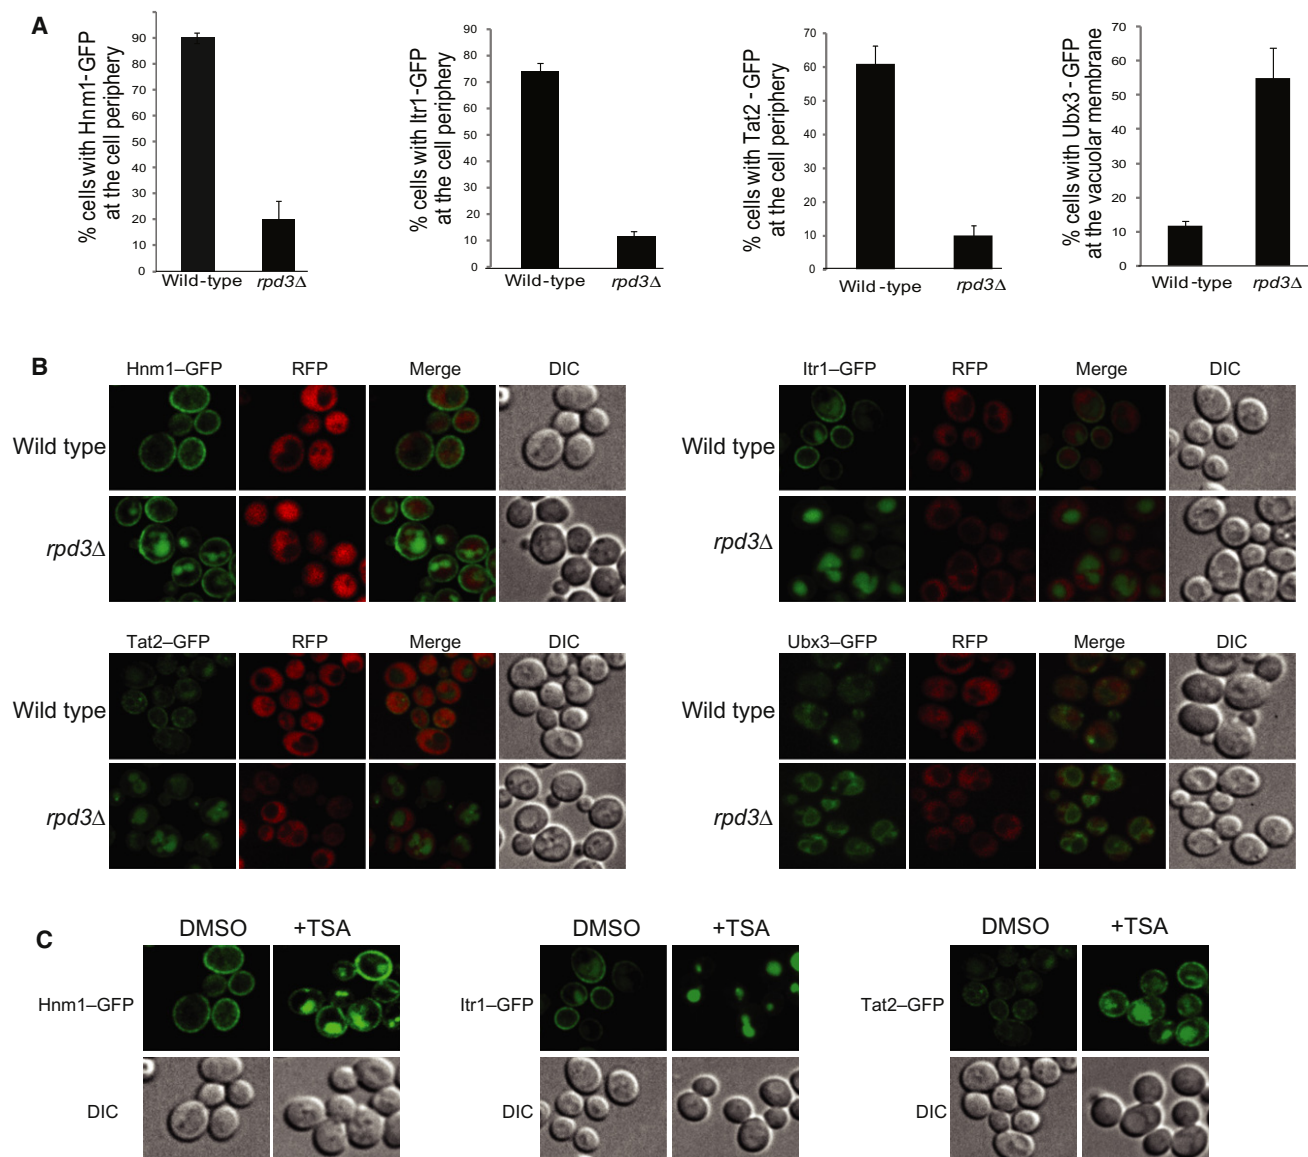 A
% cells with Hnm1-GFP
at the cell periphery
90
80
70
60
50
40
30
20
10
0
Wild-type rpd3Δ
% cells with Itr1-GFP
at the cell periphery
90
80
70
60
50
40
30
20
10
0
Wild-type rpd3Δ
% cells with Tat2 - GFP
at the cell periphery
70
60
50
40
30
20
10
0
Wild-type rpd3Δ
% cells with Ubx3 - GFP
at the vacuolar membrane
70
60
50
40
30
20
10
0
Wild-type rpd3Δ
B
Hnm1–GFP RFP Merge DIC
Wild type
rpd3Δ
Itr1–GFP RFP Merge DIC
Wild type
rpd3Δ
Tat2–GFP RFP Merge DIC
Wild type
rpd3Δ
Ubx3–GFP RFP Merge DIC
Wild type
rpd3Δ
C
DMSO +TSA
Hnm1–GFP
DIC
DMSO +TSA
Itr1–GFP
DIC
DMSO +TSA
Tat2–GFP
DIC